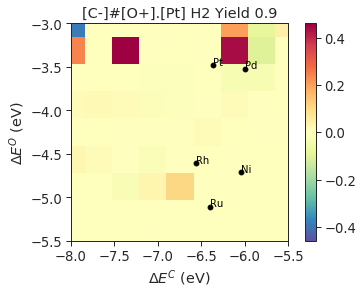 [C-]#[O+].[Pt] H2 Yield 0.9
−3.0
−3.5
−4.0
−4.5
−5.0
−5.5
ΔE^O (eV)
Pt
Pd
Rh
Ni
Ru
−8.0 −7.5 −7.0 −6.5 −6.0 −5.5
ΔE^C (eV)
0.4
0.2
0.0
−0.2
−0.4